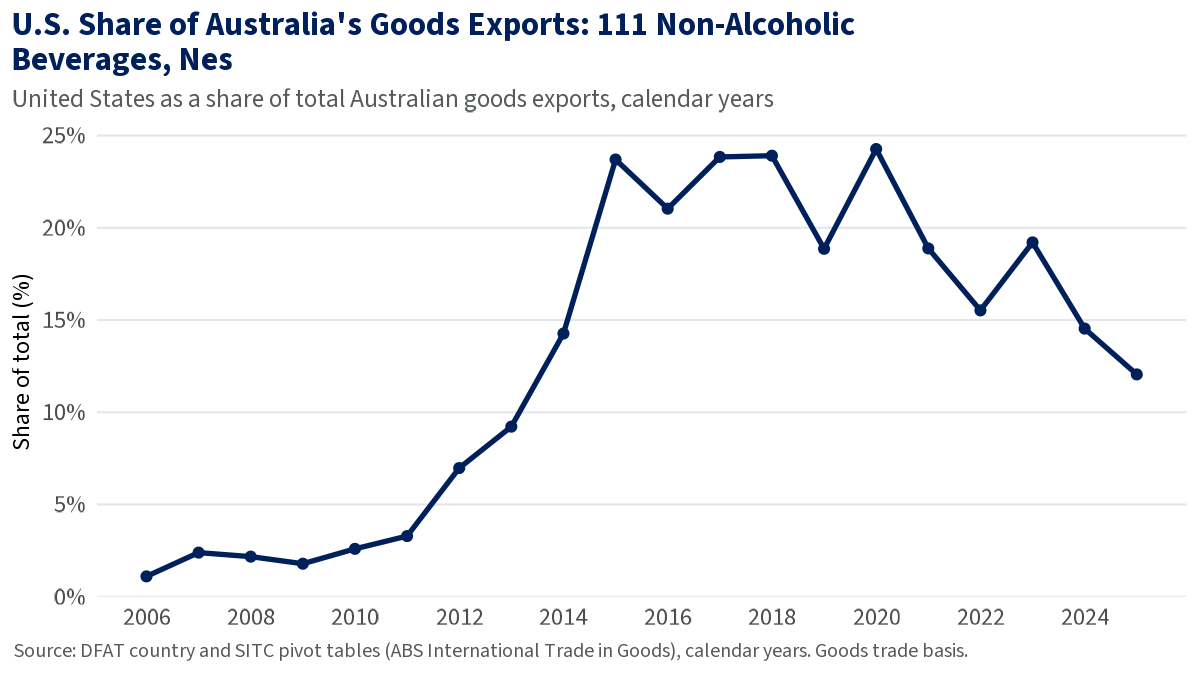 U.S. Share of Australia's Goods Exports: 111 Non-Alcoholic
Beverages, Nes
United States as a share of total Australian goods exports, calendar years
Share of total (%)
25%
20%
15%
10%
5%
0%
2006 2008 2010 2012 2014 2016 2018 2020 2022 2024
Source: DFAT country and SITC pivot tables (ABS International Trade in Goods), calendar years. Goods trade basis.